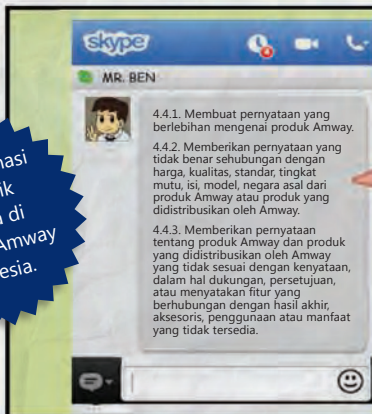 skype
MR. BEN
4.4.1. Membuat pernyataan yang
berlebihan mengenai produk Amway.
4.4.2. Memberikan pernyataan yang
tidak benar sehubungan dengan
harga, kualitas, standar, tingkat
mutu, isi, model, negara asal dari
produk Amway atau produk yang
didistribusikan oleh Amway.
4.4.3. Memberikan pernyataan
tentang produk Amway dan produk
yang didistribusikan oleh Amway
yang tidak sesuai dengan kenyataan,
dalam hal dukungan, persetujuan,
atau menyatakan fitur yang
berhubungan dengan hasil akhir,
aksesoris, penggunaan atau manfaat
yang tidak tersedia.
di
Amway